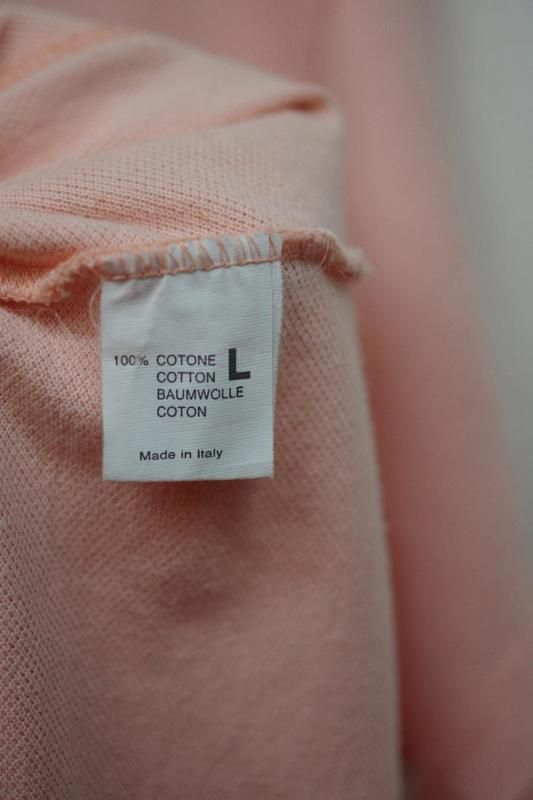 100% COTONE L
COTTON
BAUMWOLLE
COTON
Made in Italy